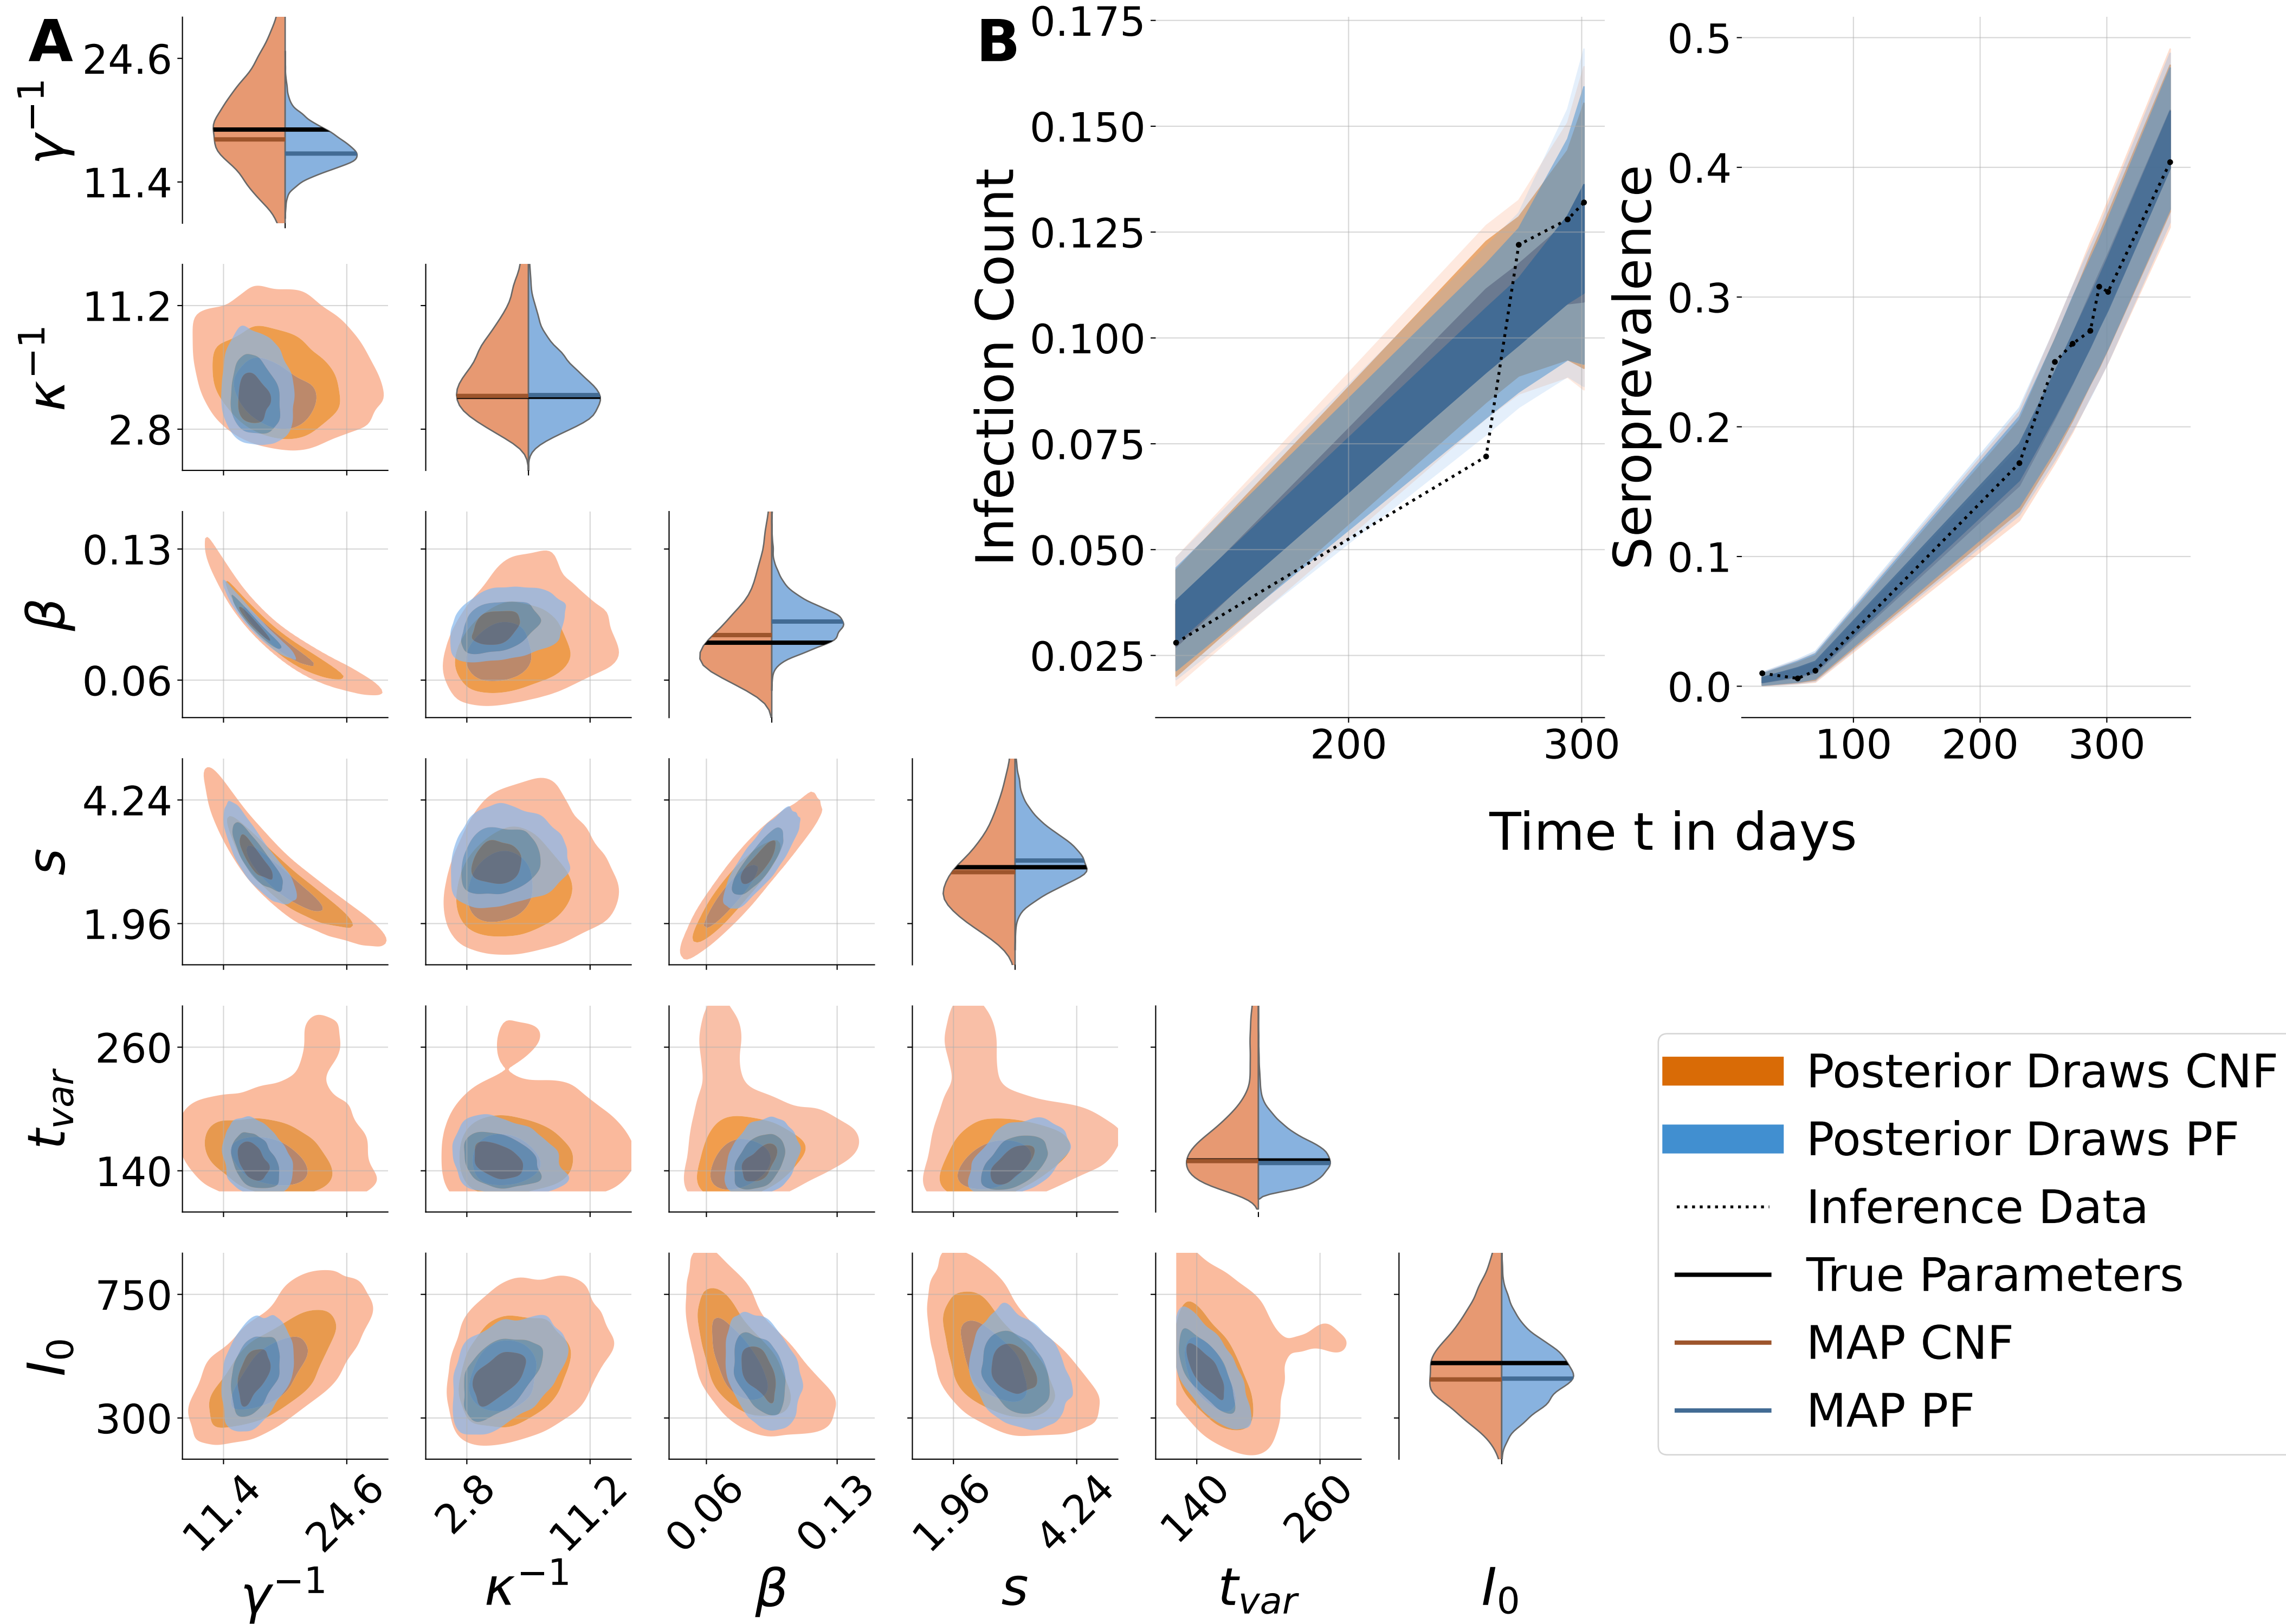 A
24.6
11.4
γ⁻¹
11.2
2.8
κ⁻¹
0.13
0.06
β
4.24
1.96
s
260
140
t_var
750
300
I₀
11.4 24.6
2.8 11.2
0.06 0.13
1.96 4.24
140 260
γ⁻¹ κ⁻¹ β s t_var I₀
B
0.175
0.150
0.125
0.100
0.075
0.050
0.025
Infection Count
200 300
0.5
0.4
0.3
0.2
0.1
0.0
Seroprevalence
100 200 300
Time t in days
Posterior Draws CNF
Posterior Draws PF
Inference Data
True Parameters
MAP CNF
MAP PF